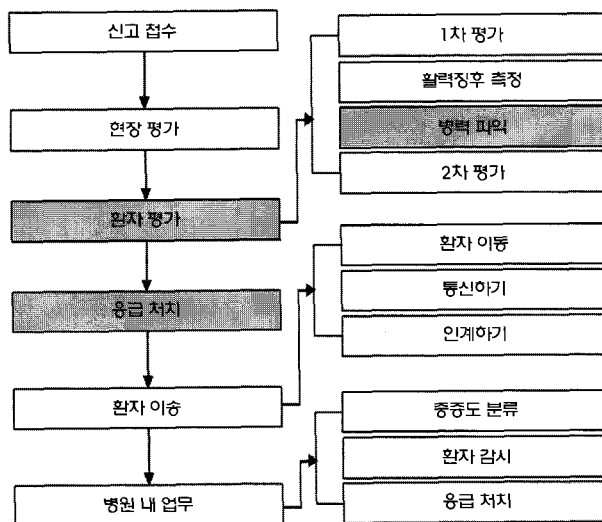 신고 접수
현장 평가
환자 평가
응급 처치
환자 이송
병원 내 업무
1차 평가
활력징후 측정
병력 파악
2차 평가
환자 이동
통신하기
인계하기
중증도 분류
환자 감시
응급 처치